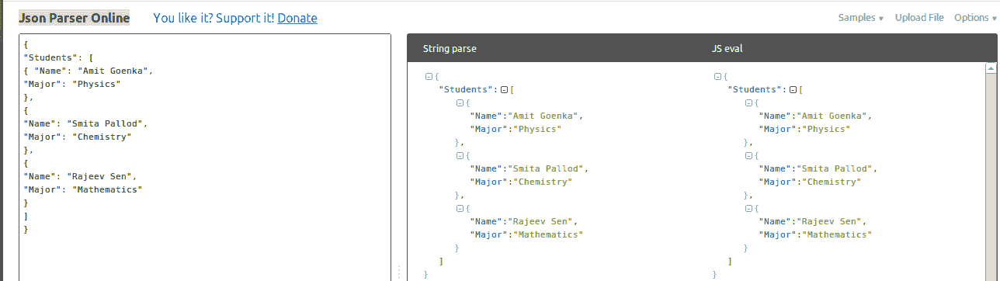 Json Parser Online You like it? Support it! Donate Samples Upload File Options
{
"Students": [
{ "Name": "Amit Goenka",
"Major": "Physics"
},
{
"Name": "Smita Pallod",
"Major": "Chemistry"
},
{
"Name": "Rajeev Sen",
"Major": "Mathematics"
}
]
}
String parse
{
"Students":[
{
"Name":"Amit Goenka",
"Major":"Physics"
},
{
"Name":"Smita Pallod",
"Major":"Chemistry"
},
{
"Name":"Rajeev Sen",
"Major":"Mathematics"
}
]
}
JS eval
{
"Students":[
{
"Name":"Amit Goenka",
"Major":"Physics"
},
{
"Name":"Smita Pallod",
"Major":"Chemistry"
},
{
"Name":"Rajeev Sen",
"Major":"Mathematics"
}
]
}